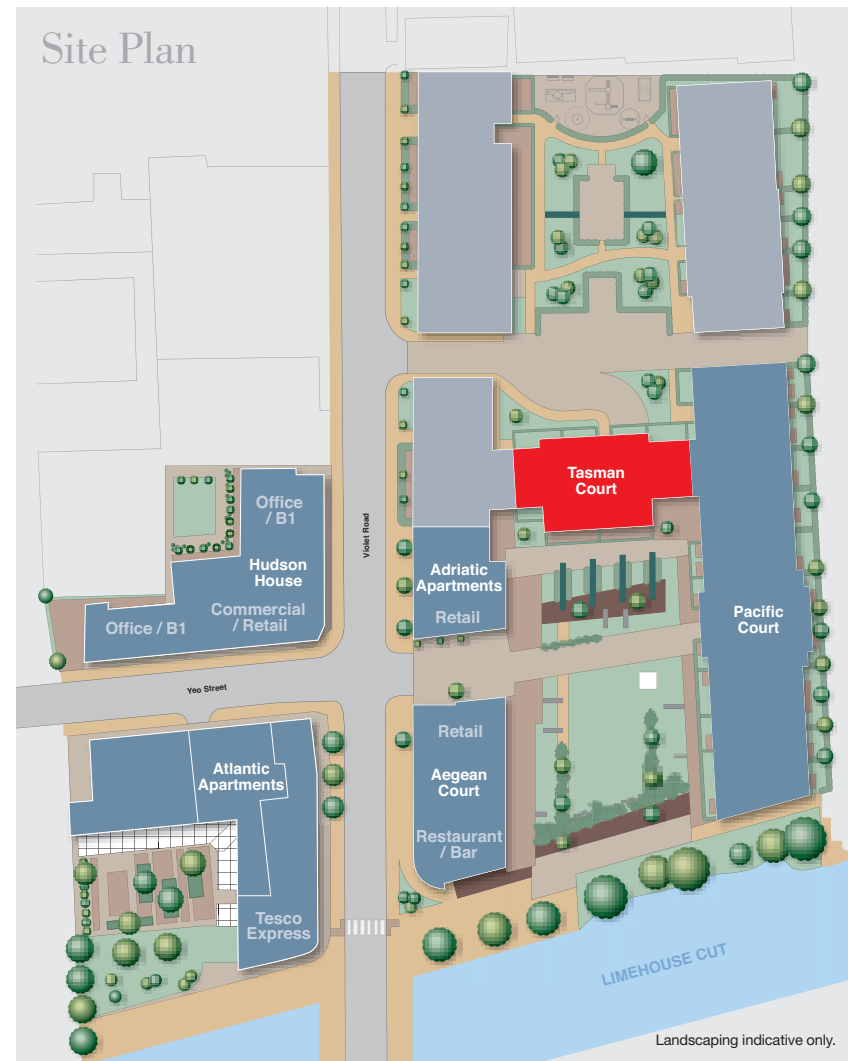 Site Plan
Office
/ B1
Hudson
House
Commercial
/ Retail
Office / B1
Violet Road
Yeo Street
Tasman
Court
Adriatic
Apartments
Retail
Pacific
Court
Retail
Aegean
Court
Restaurant
/ Bar
Atlantic
Apartments
Tesco
Express
LIMEHOUSE CUT
Landscaping indicative only.